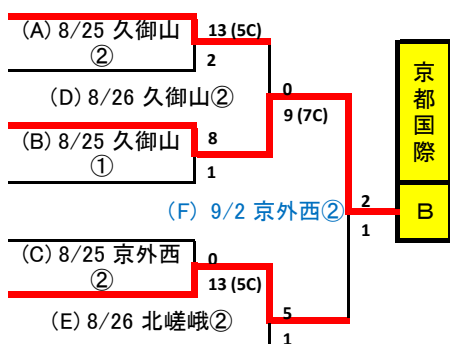 (A) 8/25 久御山
②
13 (5C)
2
(D) 8/26 久御山②
0
9 (7C)
(B) 8/25 久御山
①
8
1
京都国際
B
(F) 9/2 京外西②
2
1
(C) 8/25 京外西
②
0
13 (5C)
(E) 8/26 北嵯峨②
5
1